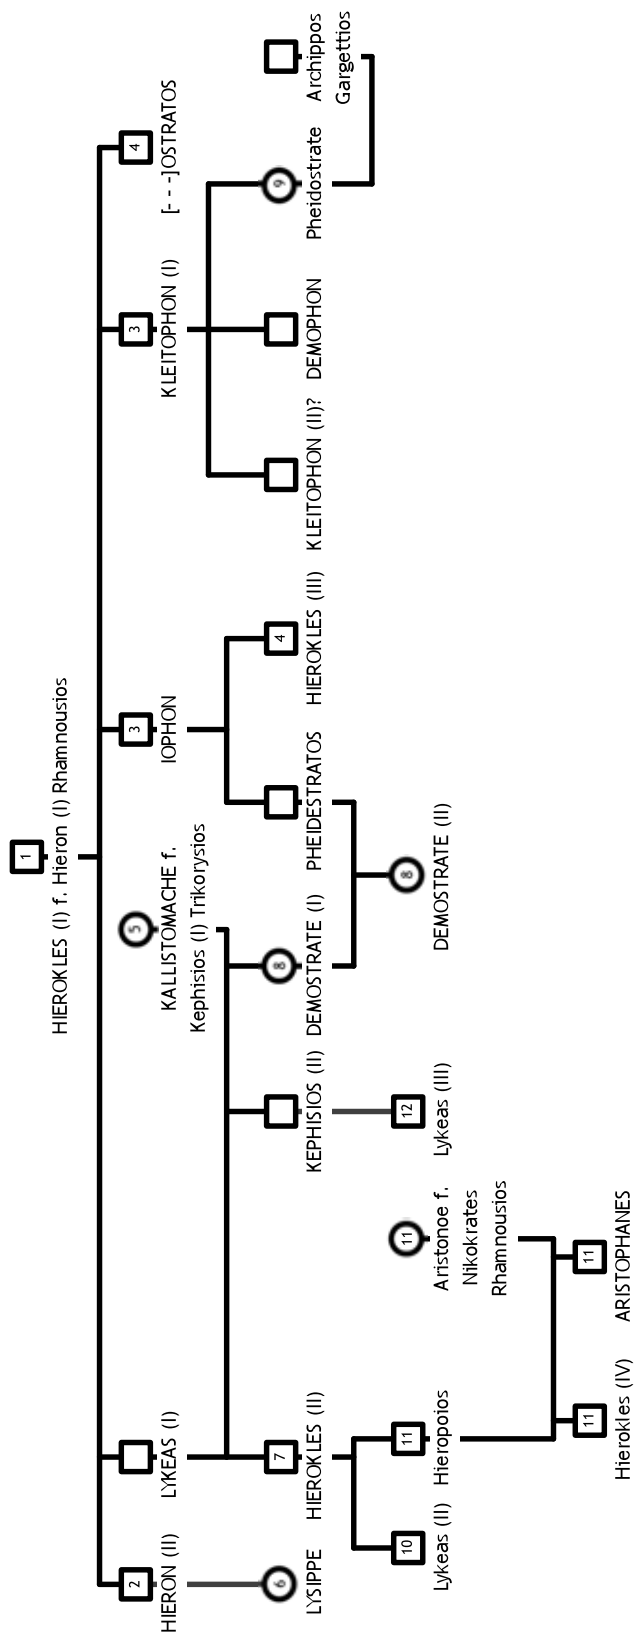 1
HIEROKLES (I) f. Hieron (I) Rhamnousios
2
HIERON (II)
LYKEAS (I)
5
KALLISTOMACHE f.
Kephisios (I) Trikorysios
3
IOPHON
3
KLEITOPHON (I)
4
[- - -]OSTRATOS
6
LYSIPPE
7
HIEROKLES (II)
KEPHISIOS (II)
8
DEMOSTRATE (I)
PHEIDESTRATOS
4
HIEROKLES (III)
KLEITOPHON (II)?
DEMOPHON
9
Pheidostrate
Archippos
Gargettios
10
Lykeas (II)
11
Hieropoios
11
Aristonoe f.
Nikokrates
Rhamnousios
12
Lykeas (III)
8
DEMOSTRATE (II)
11
Hierokles (IV)
11
ARISTOPHANES